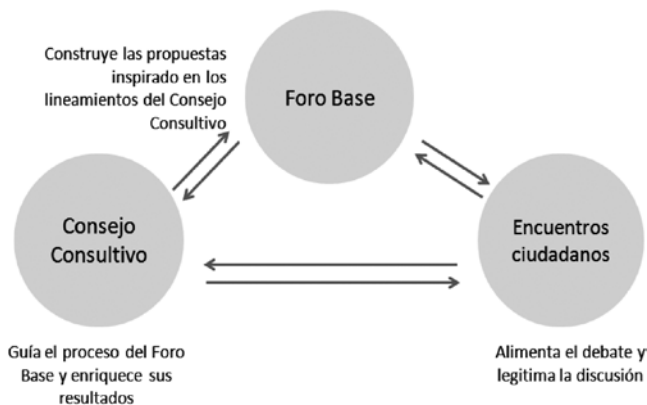 Construye las propuestas
inspirado en los
lineamientos del Consejo
Consultivo
Foro Base
Consejo
Consultivo
Encuentros
ciudadanos
Guía el proceso del Foro
Base y enriquece sus
resultados
Alimenta el debate y
legitima la discusión